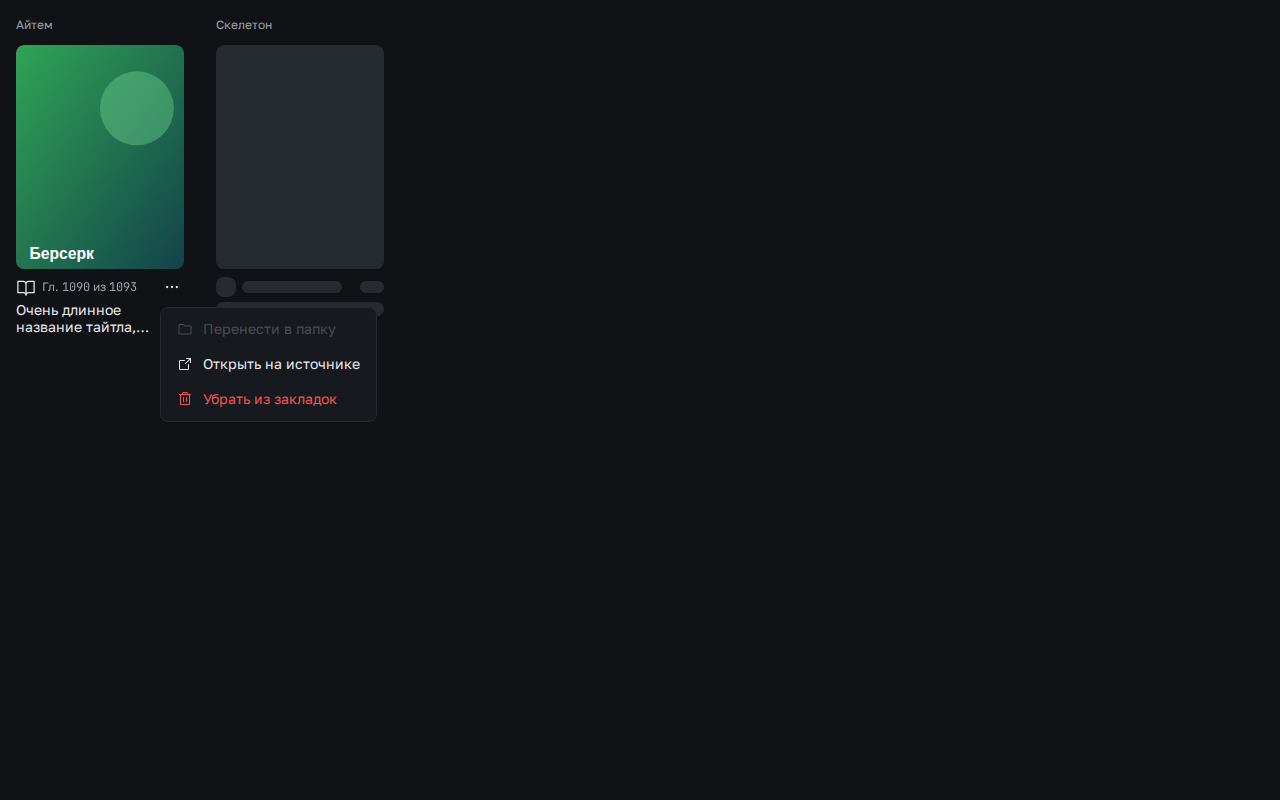 Айтем
Скелетон
Берсерк
Гл. 1090 из 1093
Очень длинное
название тайтла,...
Перенести в папку
Открыть на источнике
Убрать из закладок